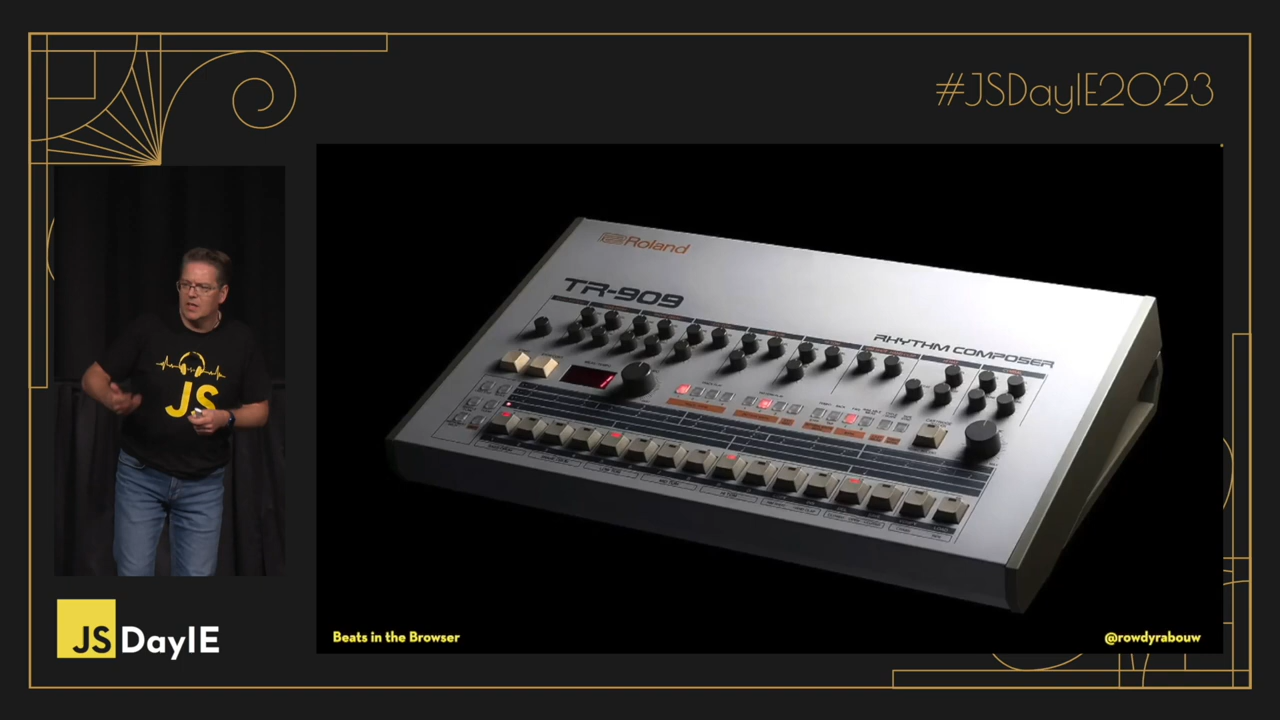 #JSDayIE2023
Roland
TR-909
RHYTHM COMPOSER
JS
Beats in the Browser
@rowdyrabouw
JS DayIE